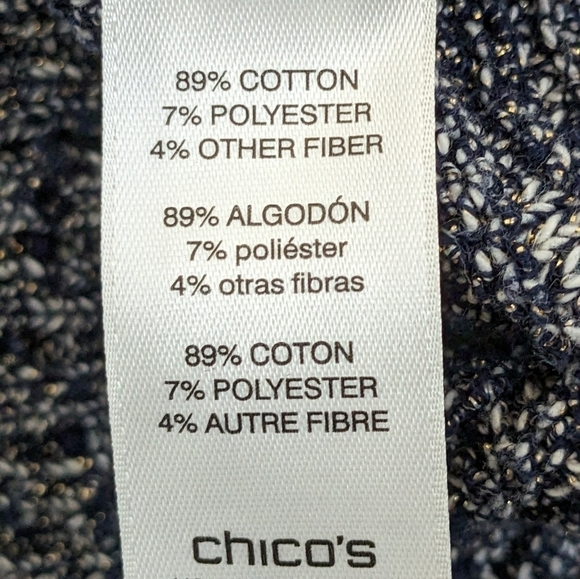 89% COTTON
7% POLYESTER
4% OTHER FIBER
89% ALGODÓN
7% poliéster
4% otras fibras
89% COTON
7% POLYESTER
4% AUTRE FIBRE
chico's